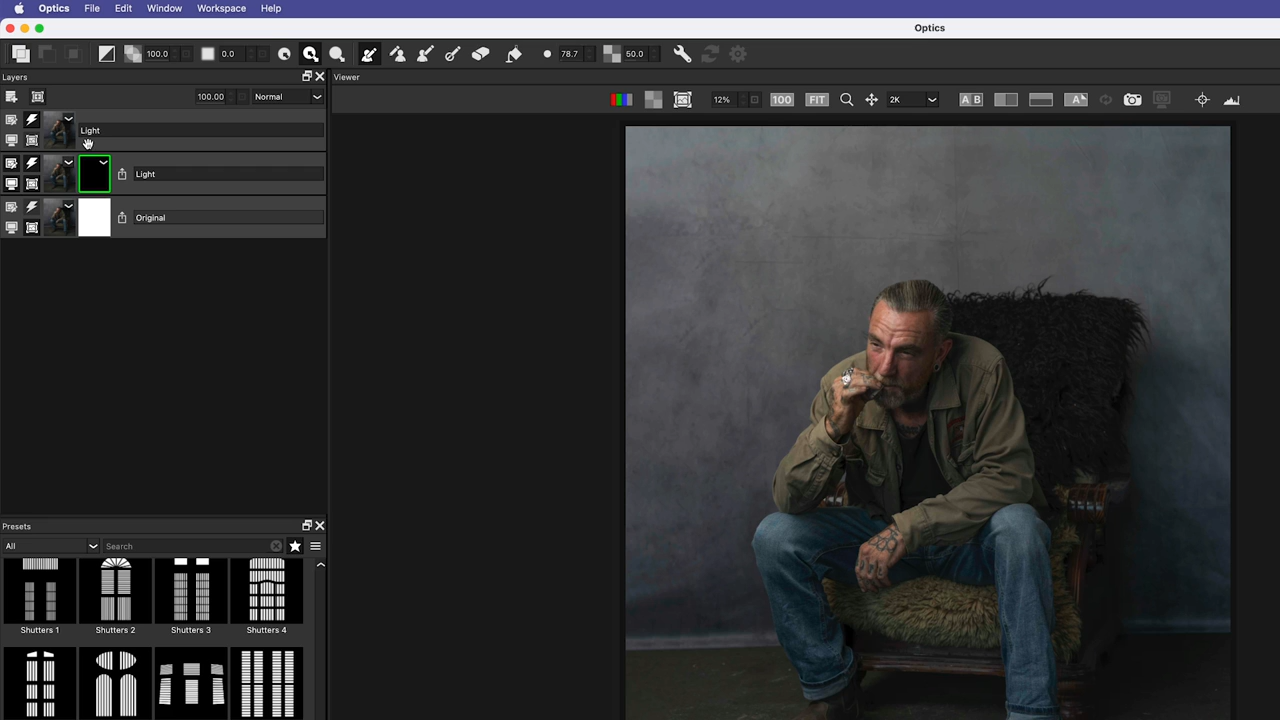 Optics File Edit Window Workspace Help
Optics
100.0 0.0 78.7 50.0
Layers Viewer
100.00 Normal 12% 100 FIT 2K A B A
Light
Light
Original
Presets
All Search
Shutters 1 Shutters 2 Shutters 3 Shutters 4